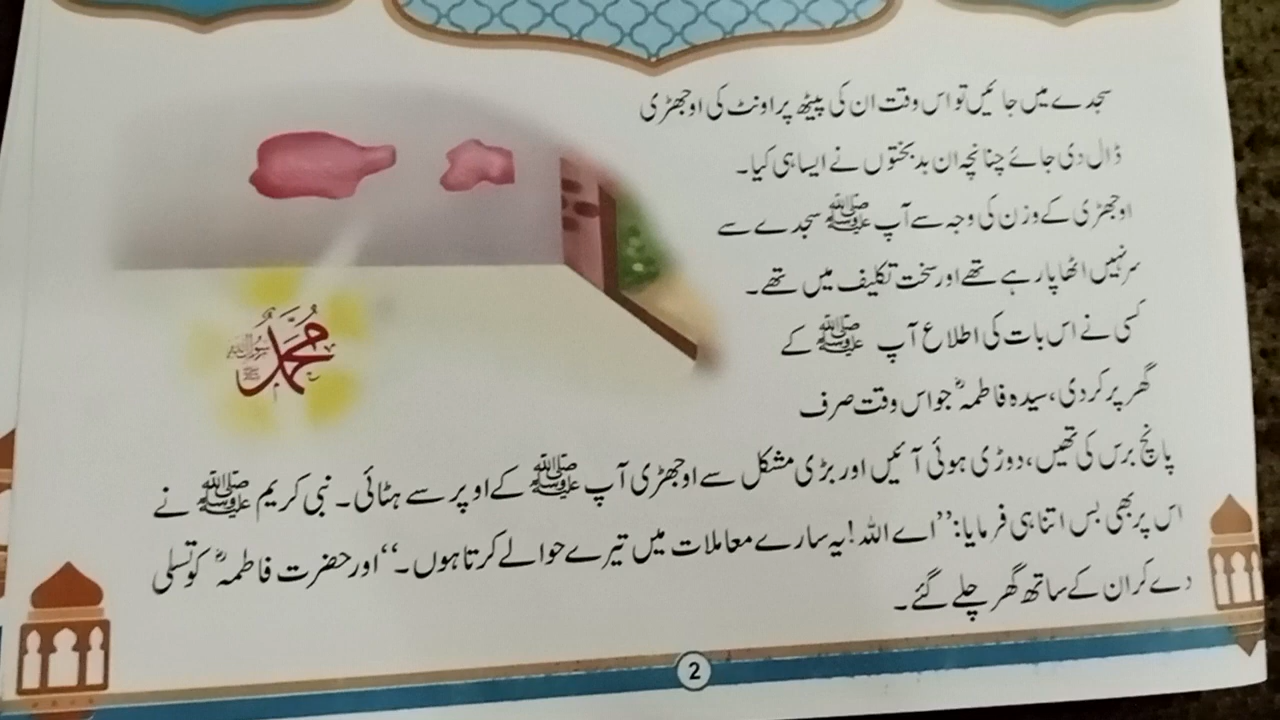 سجدے میں جائیں تو اس وقت ان کی پیٹھ پر اونٹ کی اوجھڑی
ڈال دی جائے چنانچہ ان بدبختوں نے ایسا ہی کیا۔
اوجھڑی کے وزن کی وجہ سے آپ ﷺ سجدے سے
سر نہیں اٹھا پا رہے تھے اور سخت تکلیف میں تھے۔
کسی نے اس بات کی اطلاع آپ ﷺ کے
گھر پر کر دی، سیدہ فاطمہؓ جو اس وقت صرف
پانچ برس کی تھیں، دوڑی ہوئی آئیں اور بڑی مشکل سے اوجھڑی آپ ﷺ کے اوپر سے ہٹائی۔ نبی کریم ﷺ نے
اس پر بھی بس اتنا ہی فرمایا: ’’اے اللہ! یہ سارے معاملات میں تیرے حوالے کرتا ہوں۔‘‘ اور حضرت فاطمہؓ کو تسلی
دے کر ان کے ساتھ گھر چلے گئے۔
محمد رسول اللہ ﷺ
2